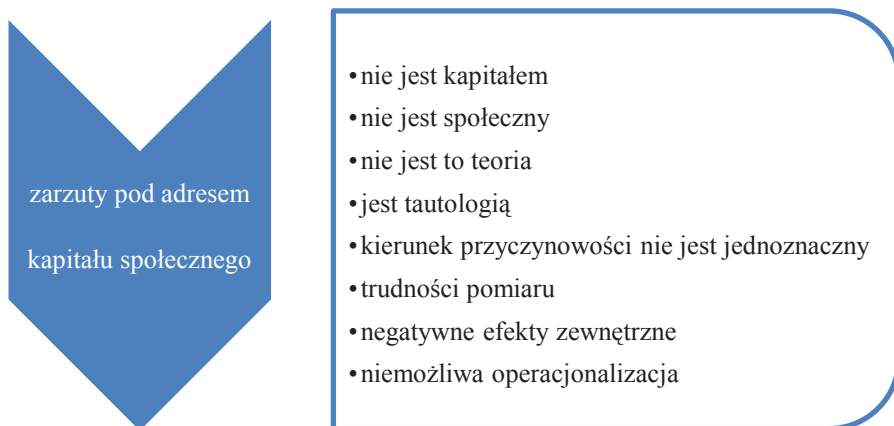 zarzuty pod adresem
kapitału społecznego
•nie jest kapitałem
•nie jest społeczny
•nie jest to teoria
•jest tautologią
•kierunek przyczynowości nie jest jednoznaczny
•trudności pomiaru
•negatywne efekty zewnętrzne
•niemożliwa operacjonalizacja